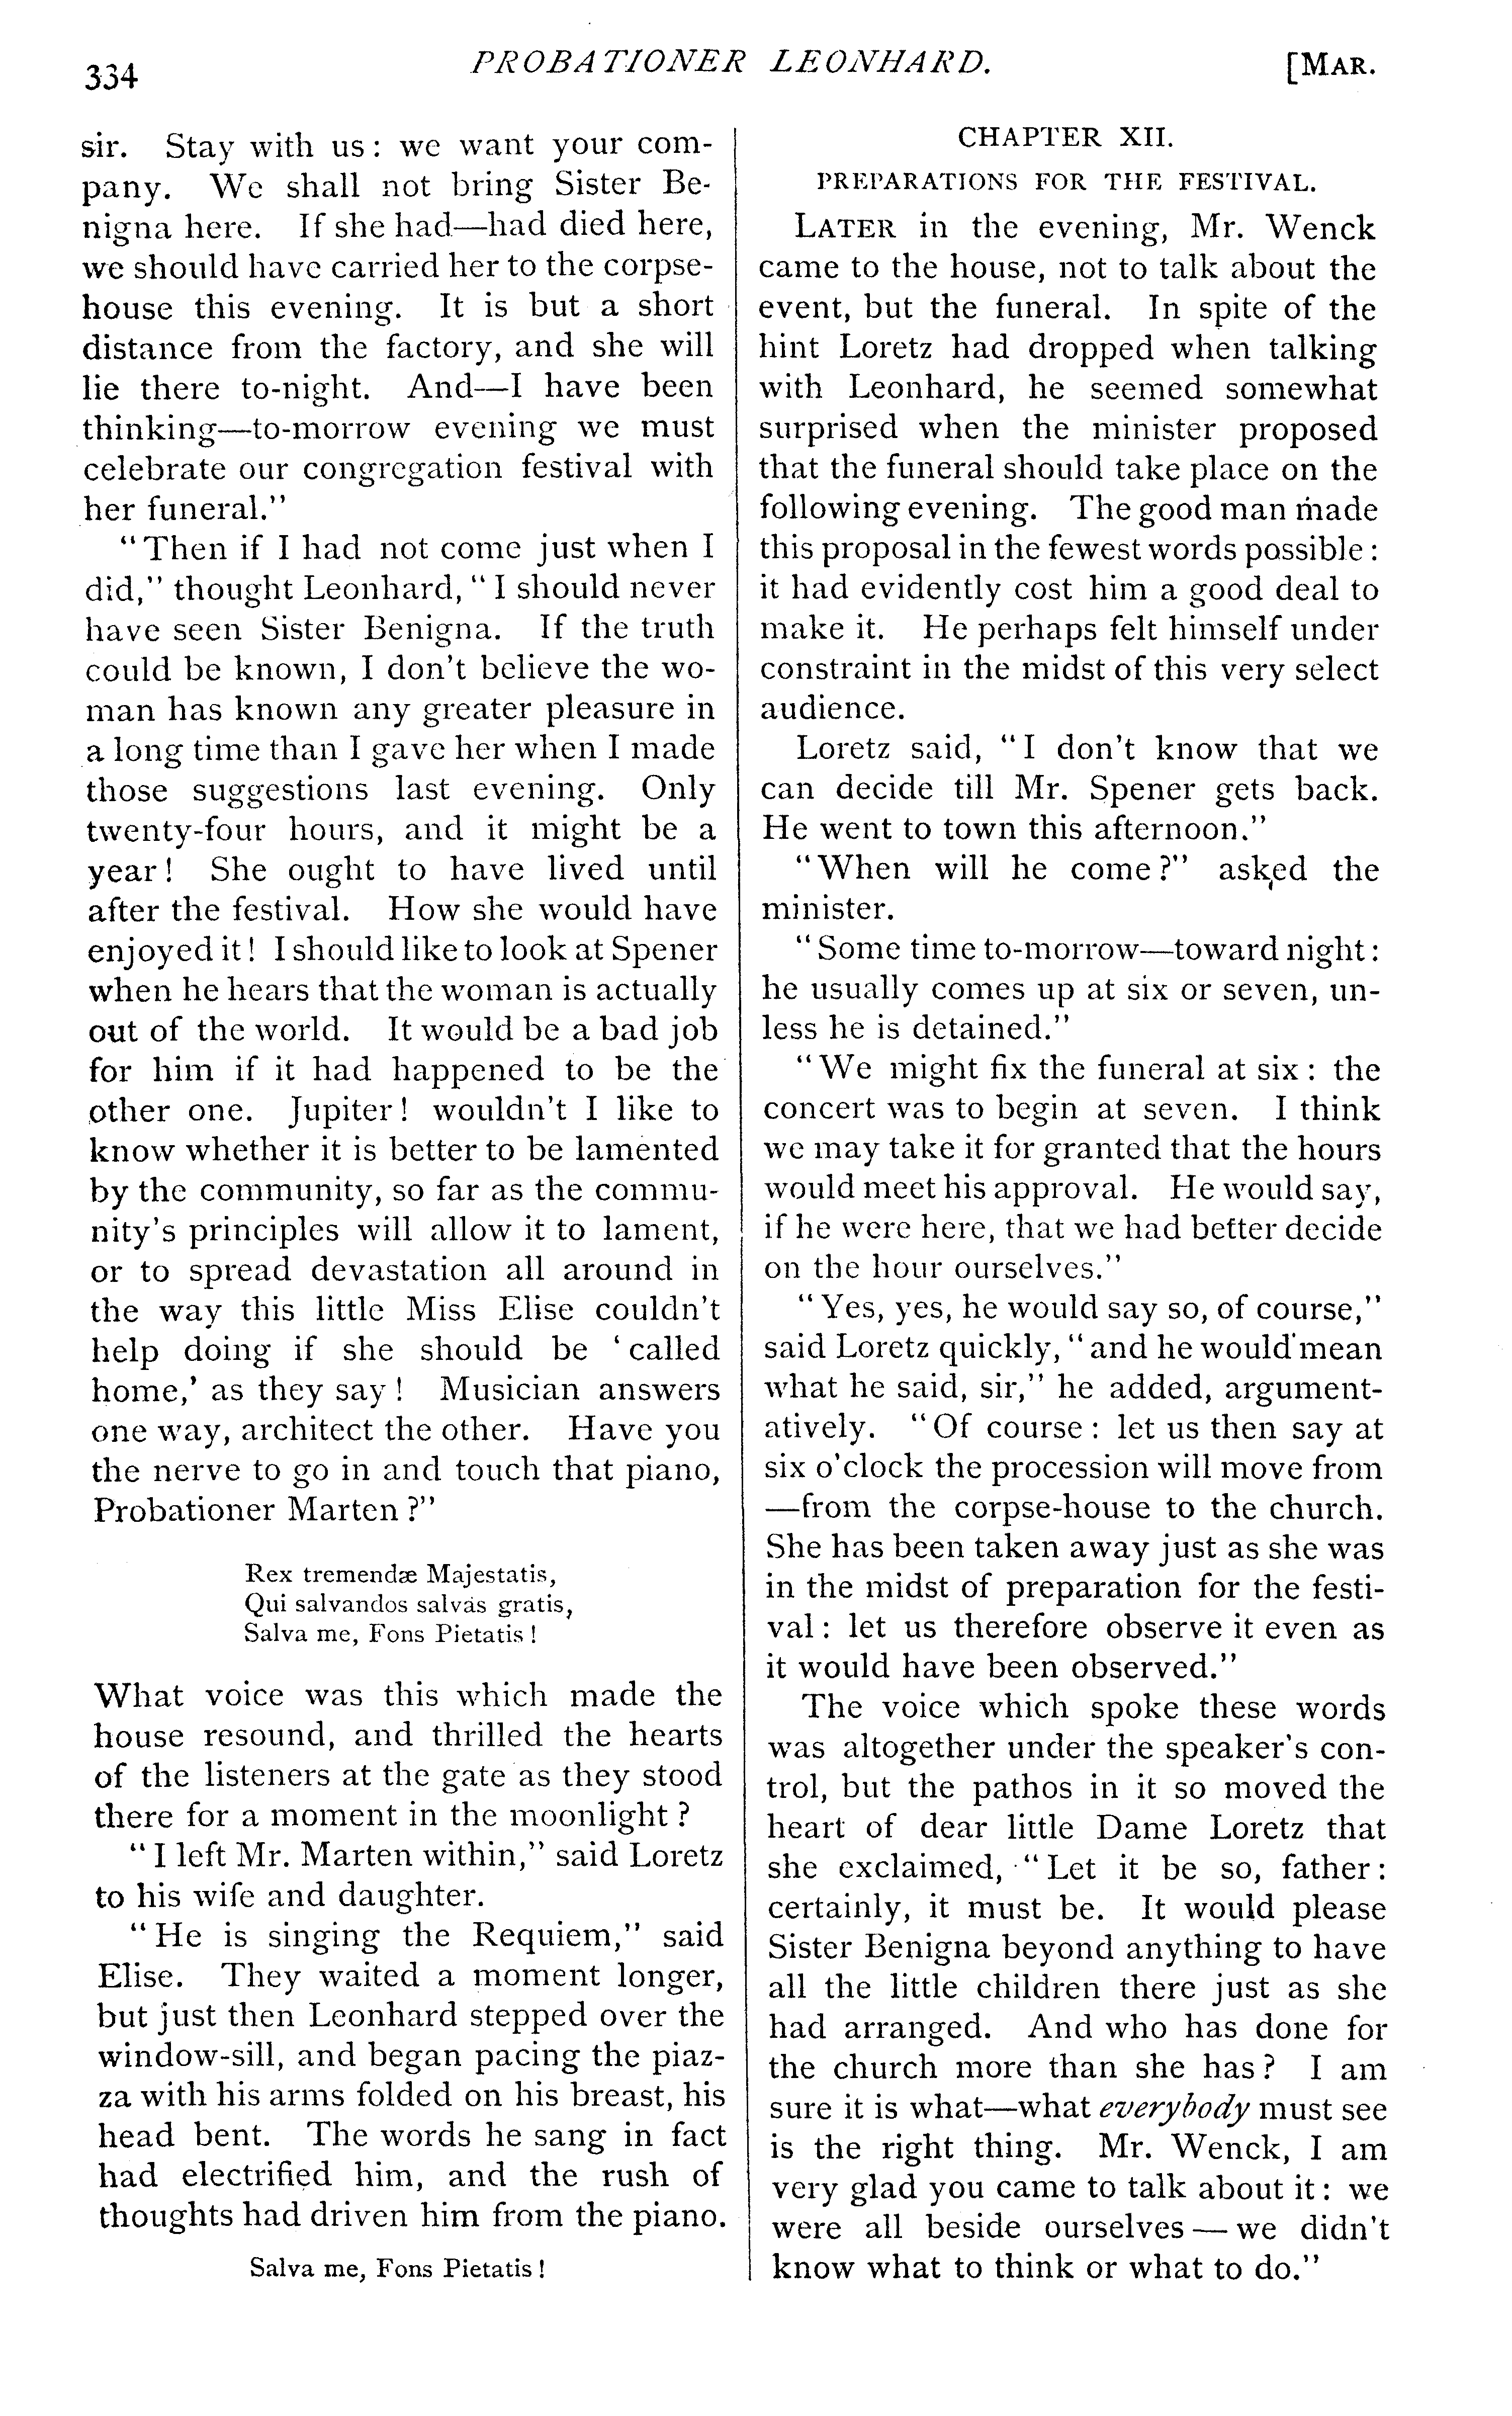 334
PROBATIONER LEONHARD.
[MAR.
sir. Stay with us: we want your com-
pany. We shall not bring Sister Be-
nigna here. If she had—had died here,
we should have carried her to the corpse-
house this evening. It is but a short
distance from the factory, and she will
lie there to-night. And—I have been
thinking—to-morrow evening we must
celebrate our congregation festival with
her funeral."
"Then if I had not come just when I
did," thought Leonhard, "I should never
have seen Sister Benigna. If the truth
could be known, I don't believe the wo-
man has known any greater pleasure in
a long time than I gave her when I made
those suggestions last evening. Only
twenty-four hours, and it might be a
year! She ought to have lived until
after the festival. How she would have
enjoyed it! I should like to look at Spener
when he hears that the woman is actually
out of the world. It would be a bad job
for him if it had happened to be the
other one. Jupiter! wouldn't I like to
know whether it is better to be lamented
by the community, so far as the commu-
nity's principles will allow it to lament,
or to spread devastation all around in
the way this little Miss Elise couldn't
help doing if she should be 'called
home,' as they say! Musician answers
one way, architect the other. Have you
the nerve to go in and touch that piano,
Probationer Marten?"
Rex tremendæ Majestatis,
Qui salvandos salvas gratis,
Salva me, Fons Pietatis!
What voice was this which made the
house resound, and thrilled the hearts
of the listeners at the gate as they stood
there for a moment in the moonlight?
"I left Mr. Marten within," said Loretz
to his wife and daughter.
"He is singing the Requiem," said
Elise. They waited a moment longer,
but just then Leonhard stepped over the
window-sill, and began pacing the piaz-
za with his arms folded on his breast, his
head bent. The words he sang in fact
had electrified him, and the rush of
thoughts had driven him from the piano.
Salva me, Fons Pietatis!
CHAPTER XII.
PREPARATIONS FOR THE FESTIVAL.
LATER in the evening, Mr. Wenck
came to the house, not to talk about the
event, but the funeral. In spite of the
hint Loretz had dropped when talking
with Leonhard, he seemed somewhat
surprised when the minister proposed
that the funeral should take place on the
following evening. The good man made
this proposal in the fewest words possible:
it had evidently cost him a good deal to
make it. He perhaps felt himself under
constraint in the midst of this very select
audience.
Loretz said, "I don't know that we
can decide till Mr. Spener gets back.
He went to town this afternoon."
"When will he come?" asked the
minister.
"Some time to-morrow—toward night:
he usually comes up at six or seven, un-
less he is detained."
"We might fix the funeral at six: the
concert was to begin at seven. I think
we may take it for granted that the hours
would meet his approval. He would say,
if he were here, that we had better decide
on the hour ourselves."
"Yes, yes, he would say so, of course,"
said Loretz quickly, "and he would mean
what he said, sir," he added, argument-
atively. "Of course: let us then say at
six o'clock the procession will move from
—from the corpse-house to the church.
She has been taken away just as she was
in the midst of preparation for the festi-
val: let us therefore observe it even as
it would have been observed."
The voice which spoke these words
was altogether under the speaker's con-
trol, but the pathos in it so moved the
heart of dear little Dame Loretz that
she exclaimed, "Let it be so, father:
certainly, it must be. It would please
Sister Benigna beyond anything to have
all the little children there just as she
had arranged. And who has done for
the church more than she has? I am
sure it is what—what everybody must see
is the right thing. Mr. Wenck, I am
very glad you came to talk about it: we
were all beside ourselves—we didn't
know what to think or what to do."